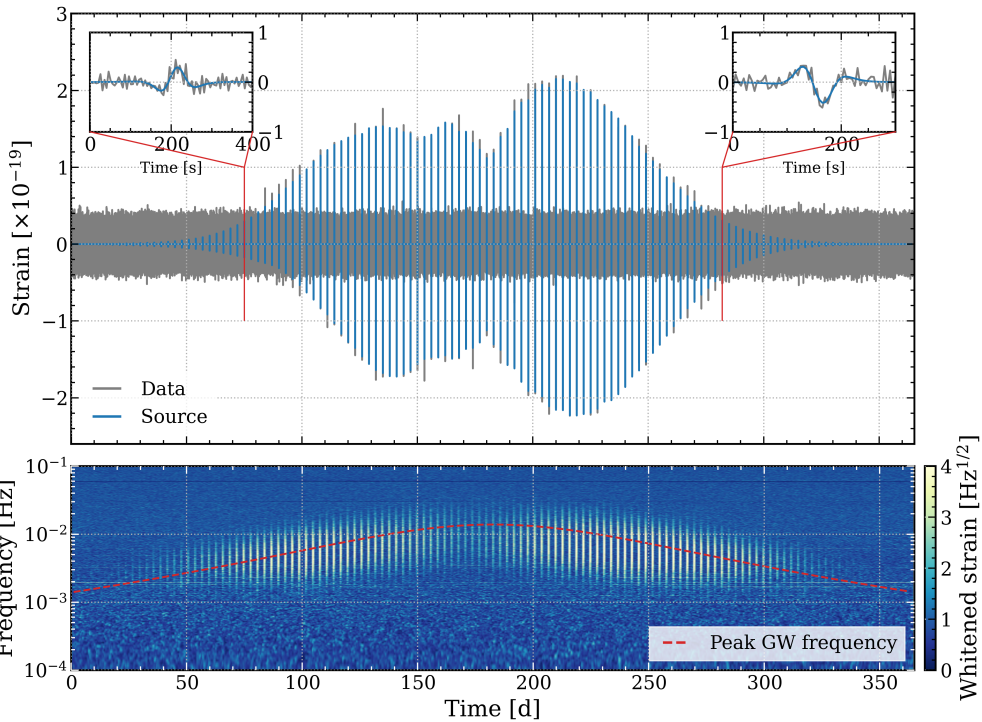 3
2
1
0
−1
−2
Strain [×10⁻¹⁹]
1
0
−1
0 200 400
Time [s]
1
0
−1
0 200
Time [s]
Data
Source
10⁻¹
10⁻²
10⁻³
10⁻⁴
Frequency [Hz]
Peak GW frequency
0 50 100 150 200 250 300 350
Time [d]
4
3
2
1
0
Whitened strain [Hz^{1/2}]